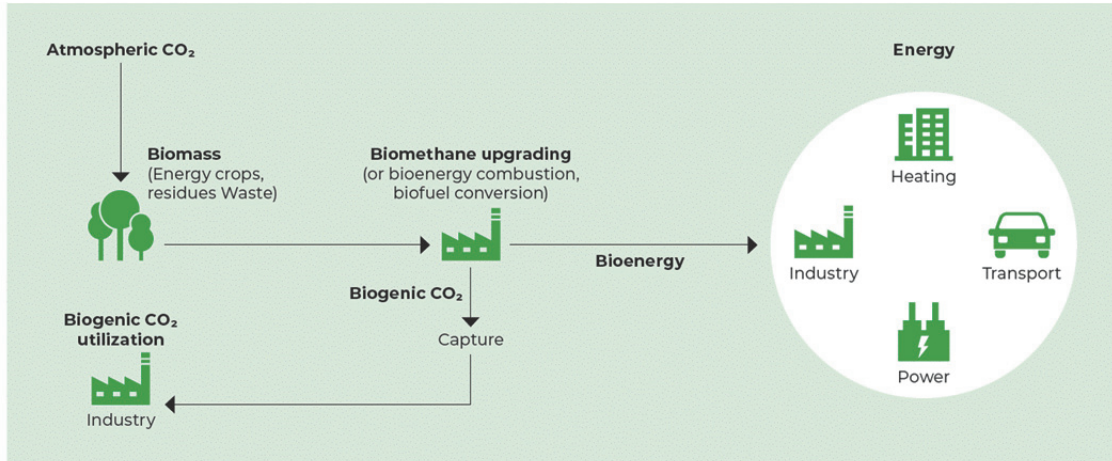 Atmospheric CO₂
Energy
Biomass
(Energy crops,
residues Waste)
Biomethane upgrading
(or bioenergy combustion,
biofuel conversion)
Heating
Bioenergy
Industry
Transport
Biogenic CO₂
Capture
Biogenic CO₂
utilization
Industry
Power